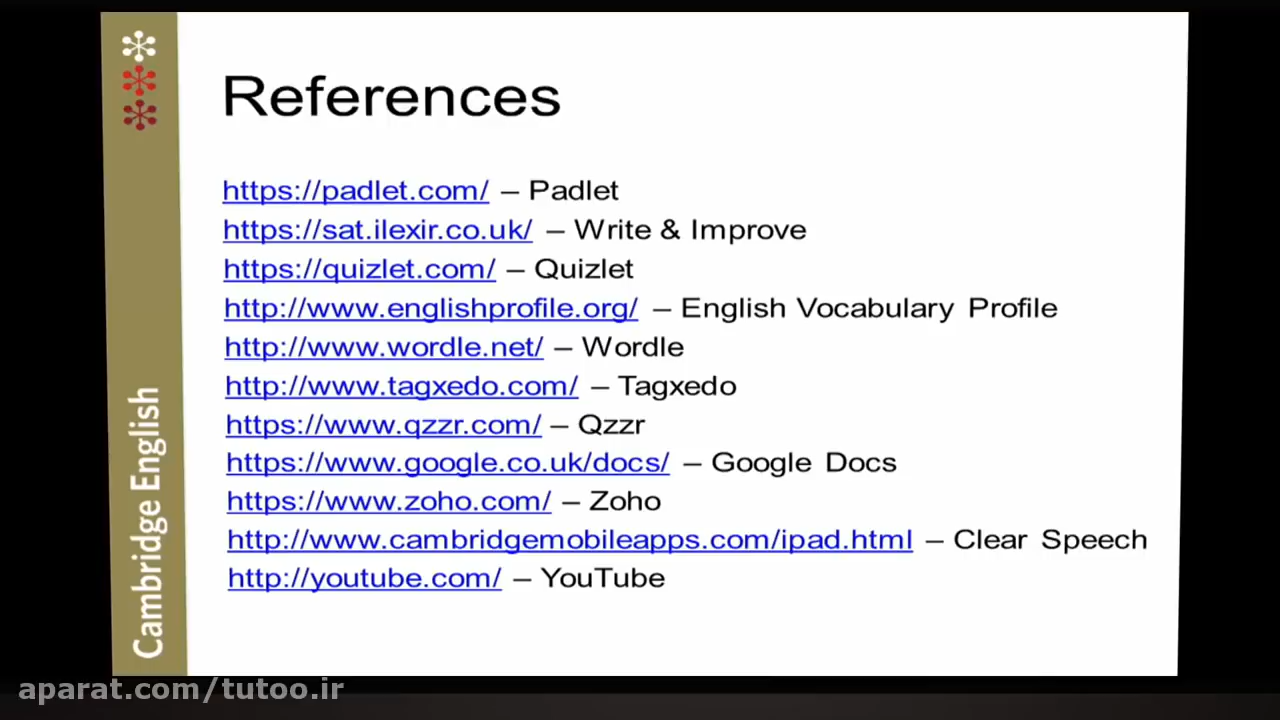 References
https://padlet.com/ – Padlet
https://sat.ilexir.co.uk/ – Write & Improve
https://quizlet.com/ – Quizlet
http://www.englishprofile.org/ – English Vocabulary Profile
http://www.wordle.net/ – Wordle
http://www.tagxedo.com/ – Tagxedo
https://www.qzzr.com/ – Qzzr
https://www.google.co.uk/docs/ – Google Docs
https://www.zoho.com/ – Zoho
http://www.cambridgemobileapps.com/ipad.html – Clear Speech
http://youtube.com/ – YouTube
Cambridge English
aparat.com/tutoo.ir